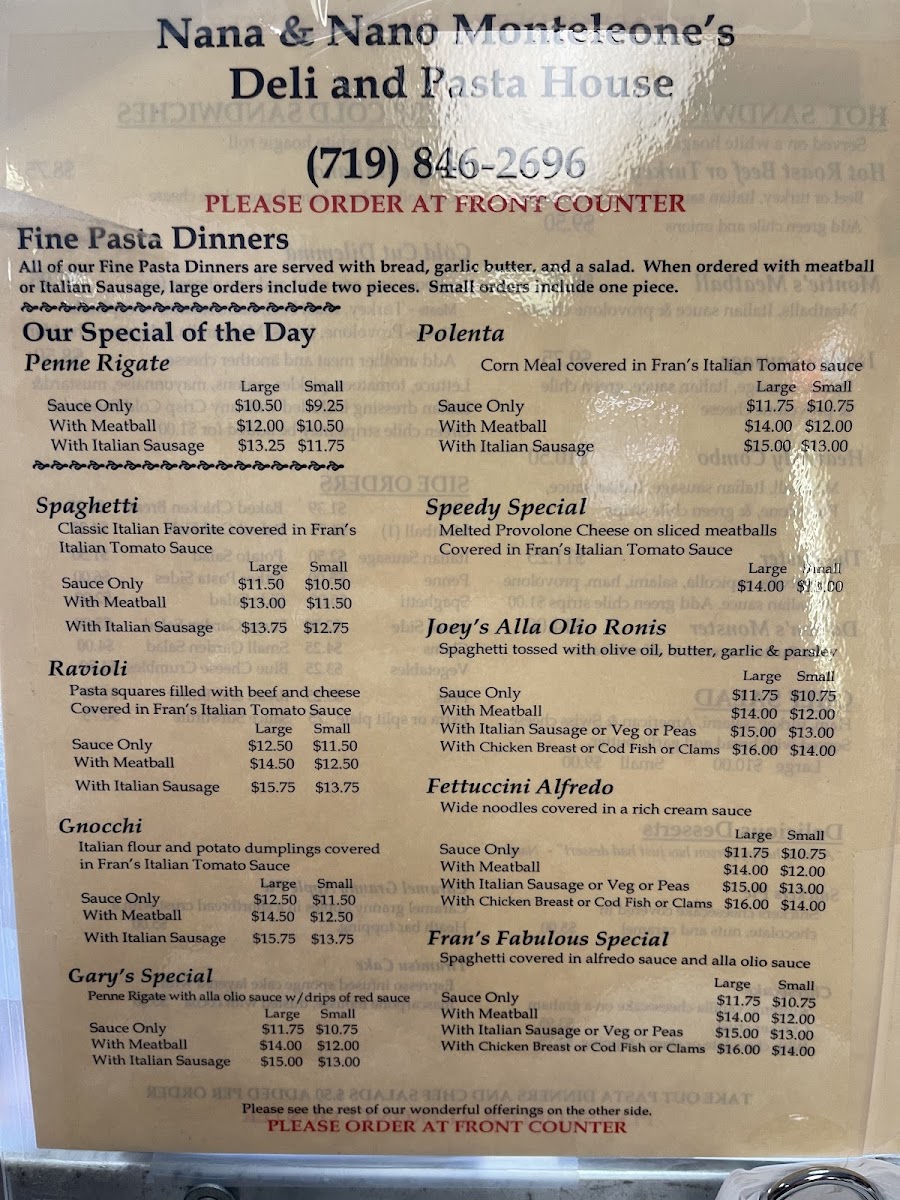 Nana & Nano Monteleone's
Deli and Pasta House
(719) 846-2696
PLEASE ORDER AT FRONT COUNTER
Fine Pasta Dinners
All of our Fine Pasta Dinners are served with bread, garlic butter, and a salad. When ordered with meatball
or Italian Sausage, large orders include two pieces. Small orders include one piece.
Our Special of the Day
Penne Rigate
Large Small
Sauce Only $10.50 $9.25
With Meatball $12.00 $10.50
With Italian Sausage $13.25 $11.75
Spaghetti
Classic Italian Favorite covered in Fran's
Italian Tomato Sauce
Large Small
Sauce Only $11.50 $10.50
With Meatball $13.00 $11.50
With Italian Sausage $13.75 $12.75
Ravioli
Pasta squares filled with beef and cheese
Covered in Fran's Italian Tomato Sauce
Large Small
Sauce Only $12.50 $11.50
With Meatball $14.50 $12.50
With Italian Sausage $15.75 $13.75
Gnocchi
Italian flour and potato dumplings covered
in Fran's Italian Tomato Sauce
Large Small
Sauce Only $12.50 $11.50
With Meatball $14.50 $12.50
With Italian Sausage $15.75 $13.75
Gary's Special
Penne Rigate with alla olio sauce w/drips of red sauce
Large Small
Sauce Only $11.75 $10.75
With Meatball $14.00 $12.00
With Italian Sausage $15.00 $13.00
Polenta
Corn Meal covered in Fran's Italian Tomato sauce
Large Small
Sauce Only $11.75 $10.75
With Meatball $14.00 $12.00
With Italian Sausage $15.00 $13.00
Speedy Special
Melted Provolone Cheese on sliced meatballs
Covered in Fran's Italian Tomato Sauce
Large Small
$14.00
Joey's Alla Olio Ronis
Spaghetti tossed with olive oil, butter, garlic & parsley
Large Small
Sauce Only $11.75 $10.75
With Meatball $14.00 $12.00
With Italian Sausage or Veg or Peas $15.00 $13.00
With Chicken Breast or Cod Fish or Clams $16.00 $14.00
Fettuccini Alfredo
Wide noodles covered in a rich cream sauce
Large Small
Sauce Only $11.75 $10.75
With Meatball $14.00 $12.00
With Italian Sausage or Veg or Peas $15.00 $13.00
With Chicken Breast or Cod Fish or Clams $16.00 $14.00
Fran's Fabulous Special
Spaghetti covered in alfredo sauce and alla olio sauce
Large Small
Sauce Only $11.75 $10.75
With Meatball $14.00 $12.00
With Italian Sausage or Veg or Peas $15.00 $13.00
With Chicken Breast or Cod Fish or Clams $16.00 $14.00
Please see the rest of our wonderful offerings on the other side.
PLEASE ORDER AT FRONT COUNTER